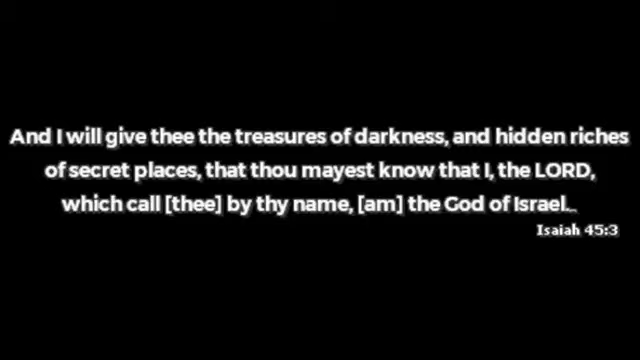 And I will give thee the treasures of darkness, and hidden riches
of secret places, that thou mayest know that I, the LORD,
which call [thee] by thy name, [am] the God of Israel...
Isaiah 45:3